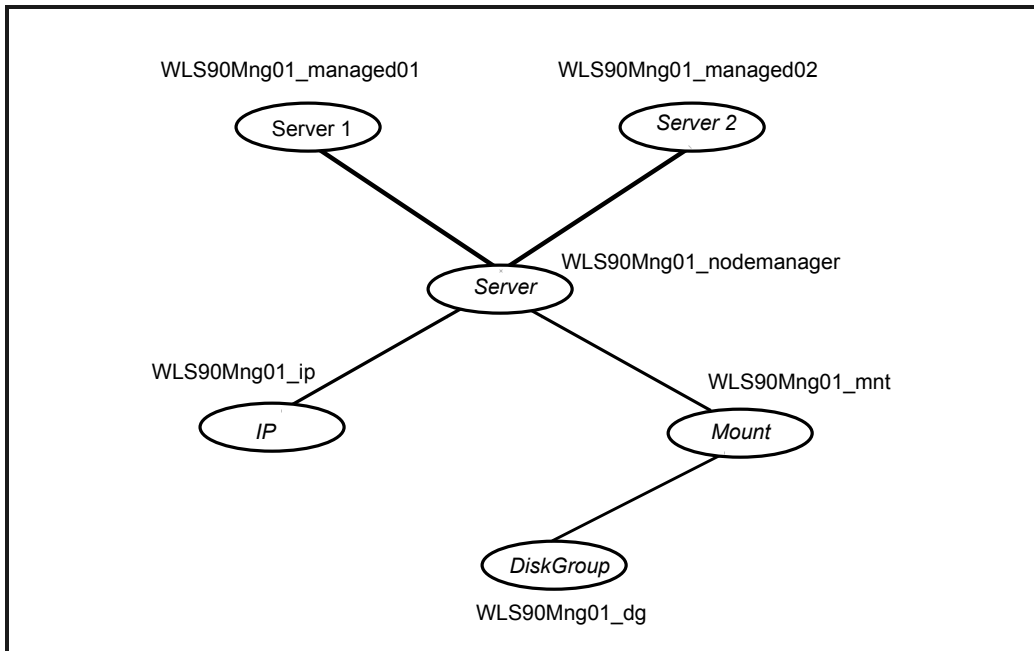 WLS90Mng01_managed01
WLS90Mng01_managed02
Server 1
Server 2
WLS90Mng01_nodemanager
Server
WLS90Mng01_ip
WLS90Mng01_mnt
IP
Mount
DiskGroup
WLS90Mng01_dg